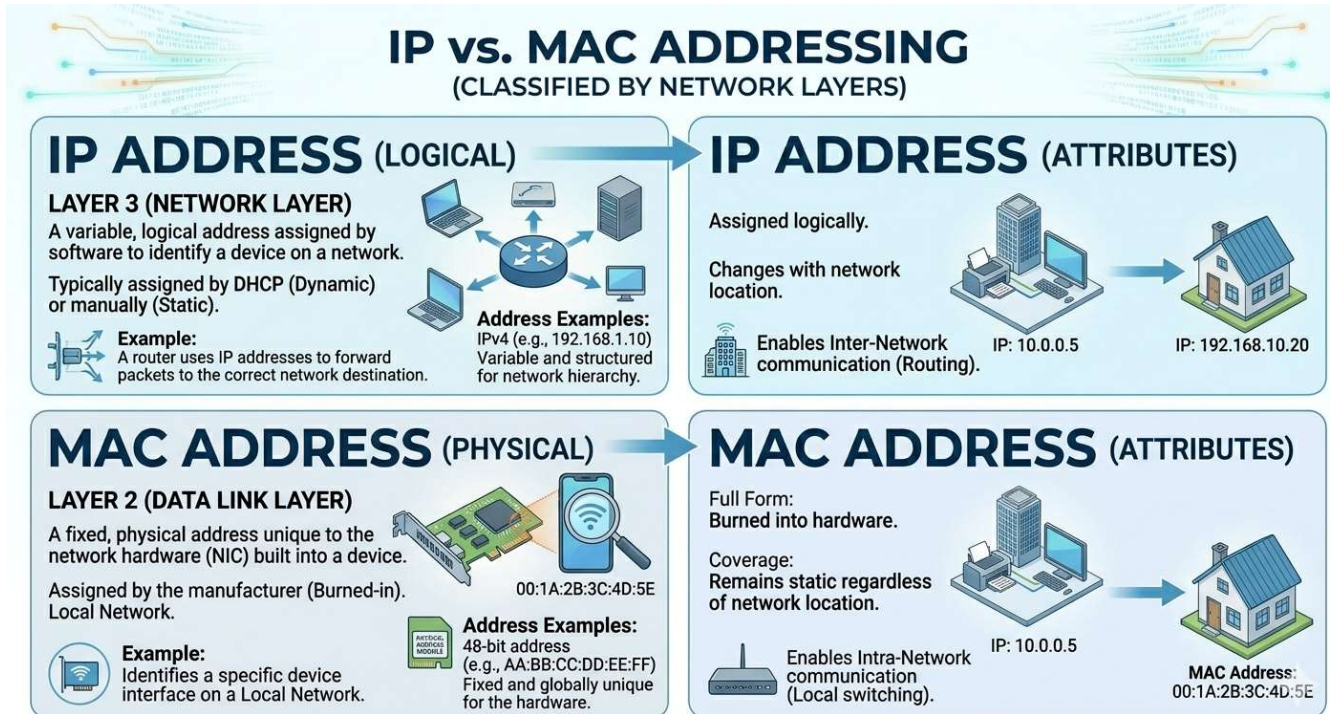 IP vs. MAC ADDRESSING
(CLASSIFIED BY NETWORK LAYERS)
IP ADDRESS (LOGICAL)
LAYER 3 (NETWORK LAYER)
A variable, logical address assigned by
software to identify a device on a network.
Typically assigned by DHCP (Dynamic)
or manually (Static).
Example:
A router uses IP addresses to forward
packets to the correct network destination.
Address Examples:
IPv4 (e.g., 192.168.1.10)
Variable and structured
for network hierarchy.
IP ADDRESS (ATTRIBUTES)
Assigned logically.
Changes with network
location.
Enables Inter-Network
communication (Routing).
IP: 10.0.0.5
IP: 192.168.10.20
MAC ADDRESS (PHYSICAL)
LAYER 2 (DATA LINK LAYER)
A fixed, physical address unique to the
network hardware (NIC) built into a device.
Assigned by the manufacturer (Burned-in).
Local Network.
Example:
Identifies a specific device
interface on a Local Network.
00:1A:2B:3C:4D:5E
Address Examples:
48-bit address
(e.g., AA:BB:CC:DD:EE:FF)
Fixed and globally unique
for the hardware.
MAC ADDRESS (ATTRIBUTES)
Full Form:
Burned into hardware.
Coverage:
Remains static regardless
of network location.
Enables Intra-Network
communication
(Local switching).
IP: 10.0.0.5
MAC Address:
00:1A:2B:3C:4D:5E